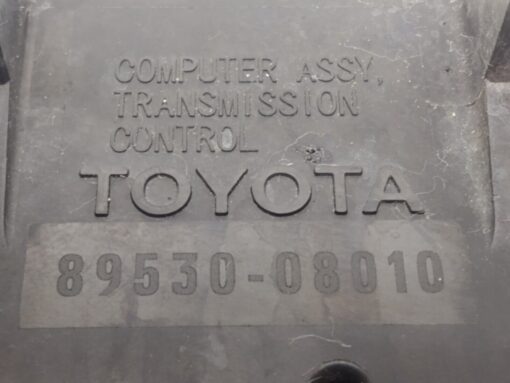 COMPUTER ASSY,
TRANSMISSION
CONTROL
TOYOTA
89530-08010